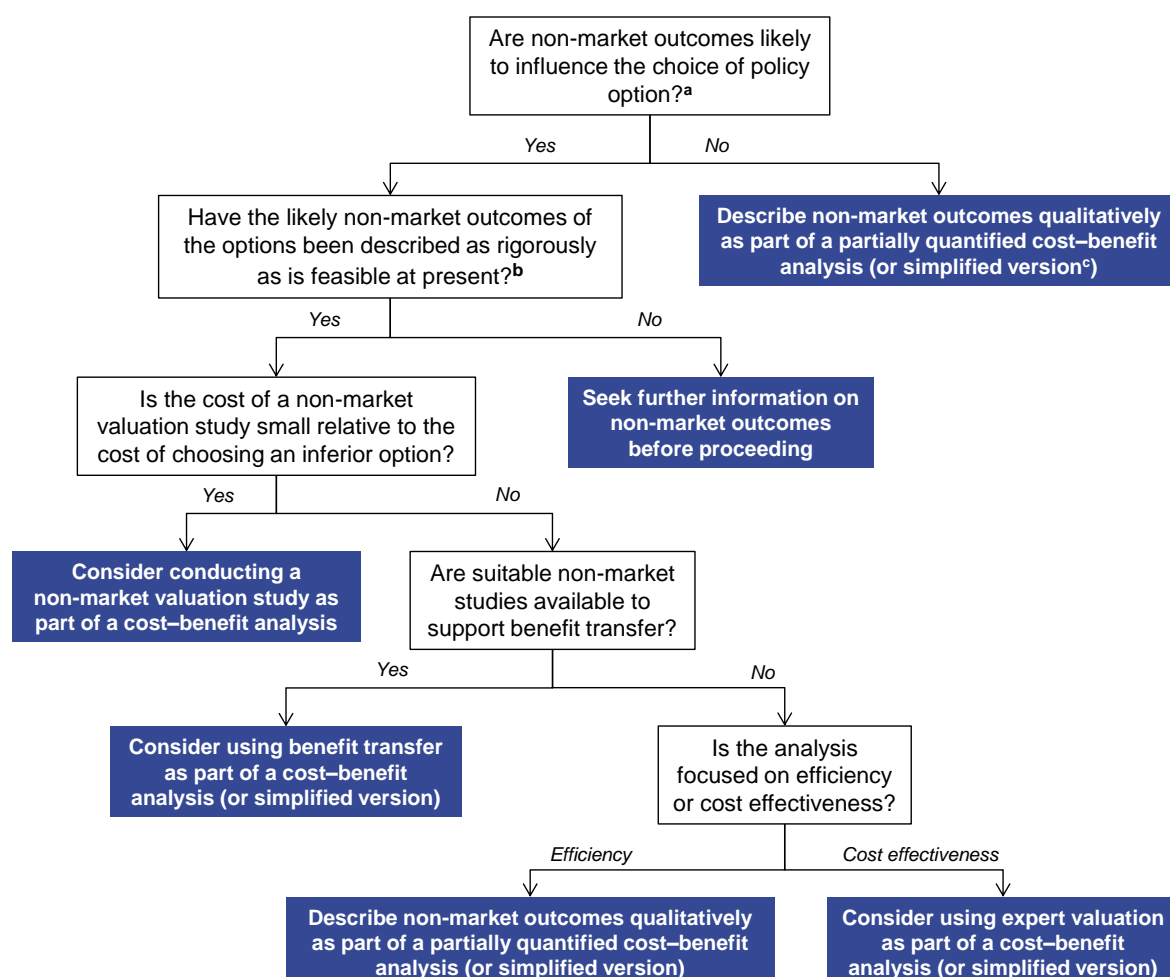 Are non-market outcomes likely
to influence the choice of policy
option?ᵃ
Yes
No
Have the likely non-market outcomes of
the options been described as rigorously
as is feasible at present?ᵇ
Describe non-market outcomes qualitatively
as part of a partially quantified cost–benefit
analysis (or simplified versionᶜ)
Yes
No
Is the cost of a non-market
valuation study small relative to the
cost of choosing an inferior option?
Seek further information on
non-market outcomes
before proceeding
Yes
No
Consider conducting a
non-market valuation study as
part of a cost–benefit analysis
Are suitable non-market
studies available to
support benefit transfer?
Yes
No
Consider using benefit transfer
as part of a cost–benefit
analysis (or simplified version)
Is the analysis
focused on efficiency
or cost effectiveness?
Efficiency
Cost effectiveness
Describe non-market outcomes qualitatively
as part of a partially quantified cost–benefit
analysis (or simplified version)
Consider using expert valuation
as part of a cost–benefit
analysis (or simplified version)